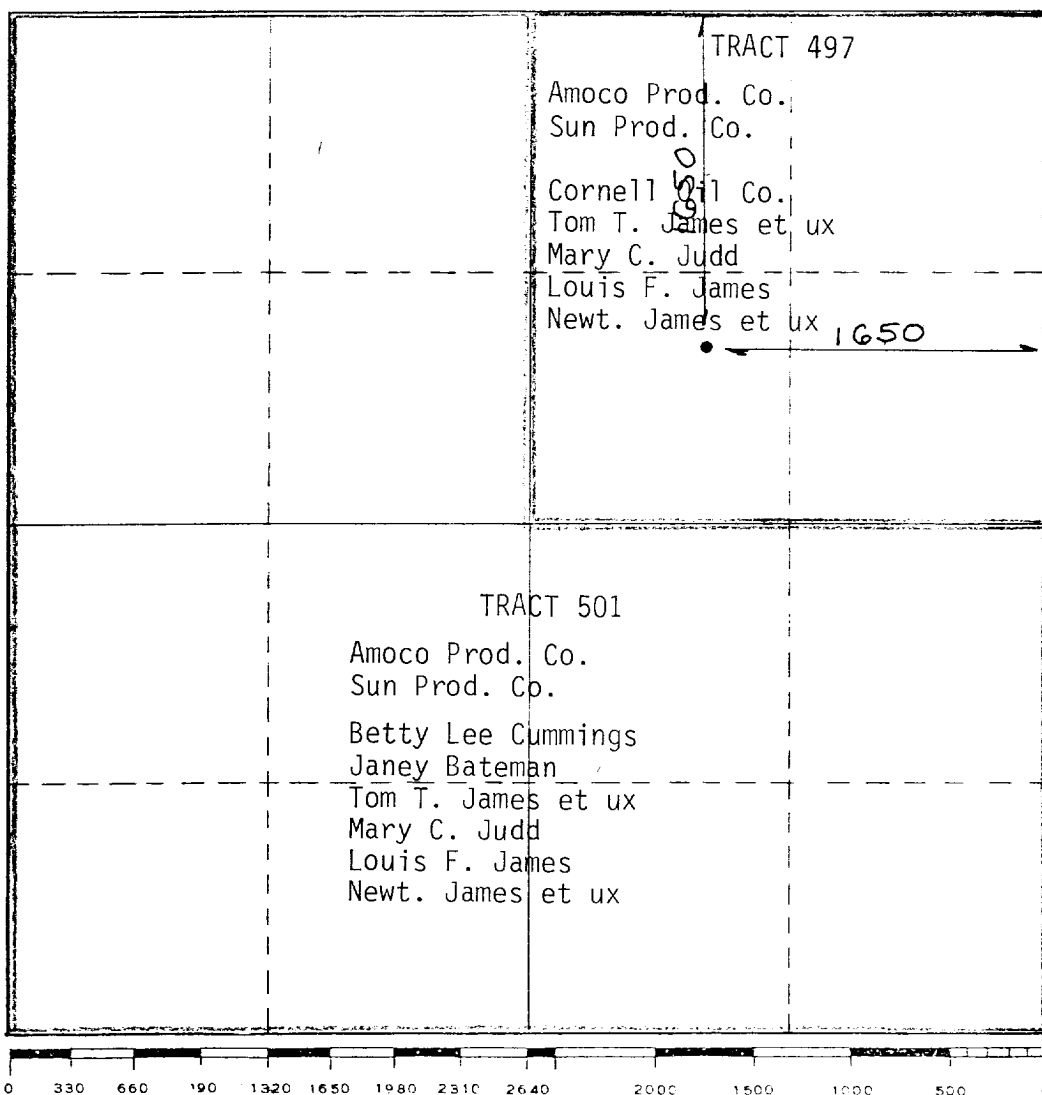 TRACT 497
Amoco Prod. Co.
Sun Prod. Co.
1650
Cornell Oil Co.
Tom T. James et ux
Mary C. Judd
Louis F. James
Newt. James et ux
1650
TRACT 501
Amoco Prod. Co.
Sun Prod. Co.
Betty Lee Cummings
Janey Bateman
Tom T. James et ux
Mary C. Judd
Louis F. James
Newt. James et ux
0 330 660 190 1320 1650 1980 2310 2640 2000 1500 1000 500